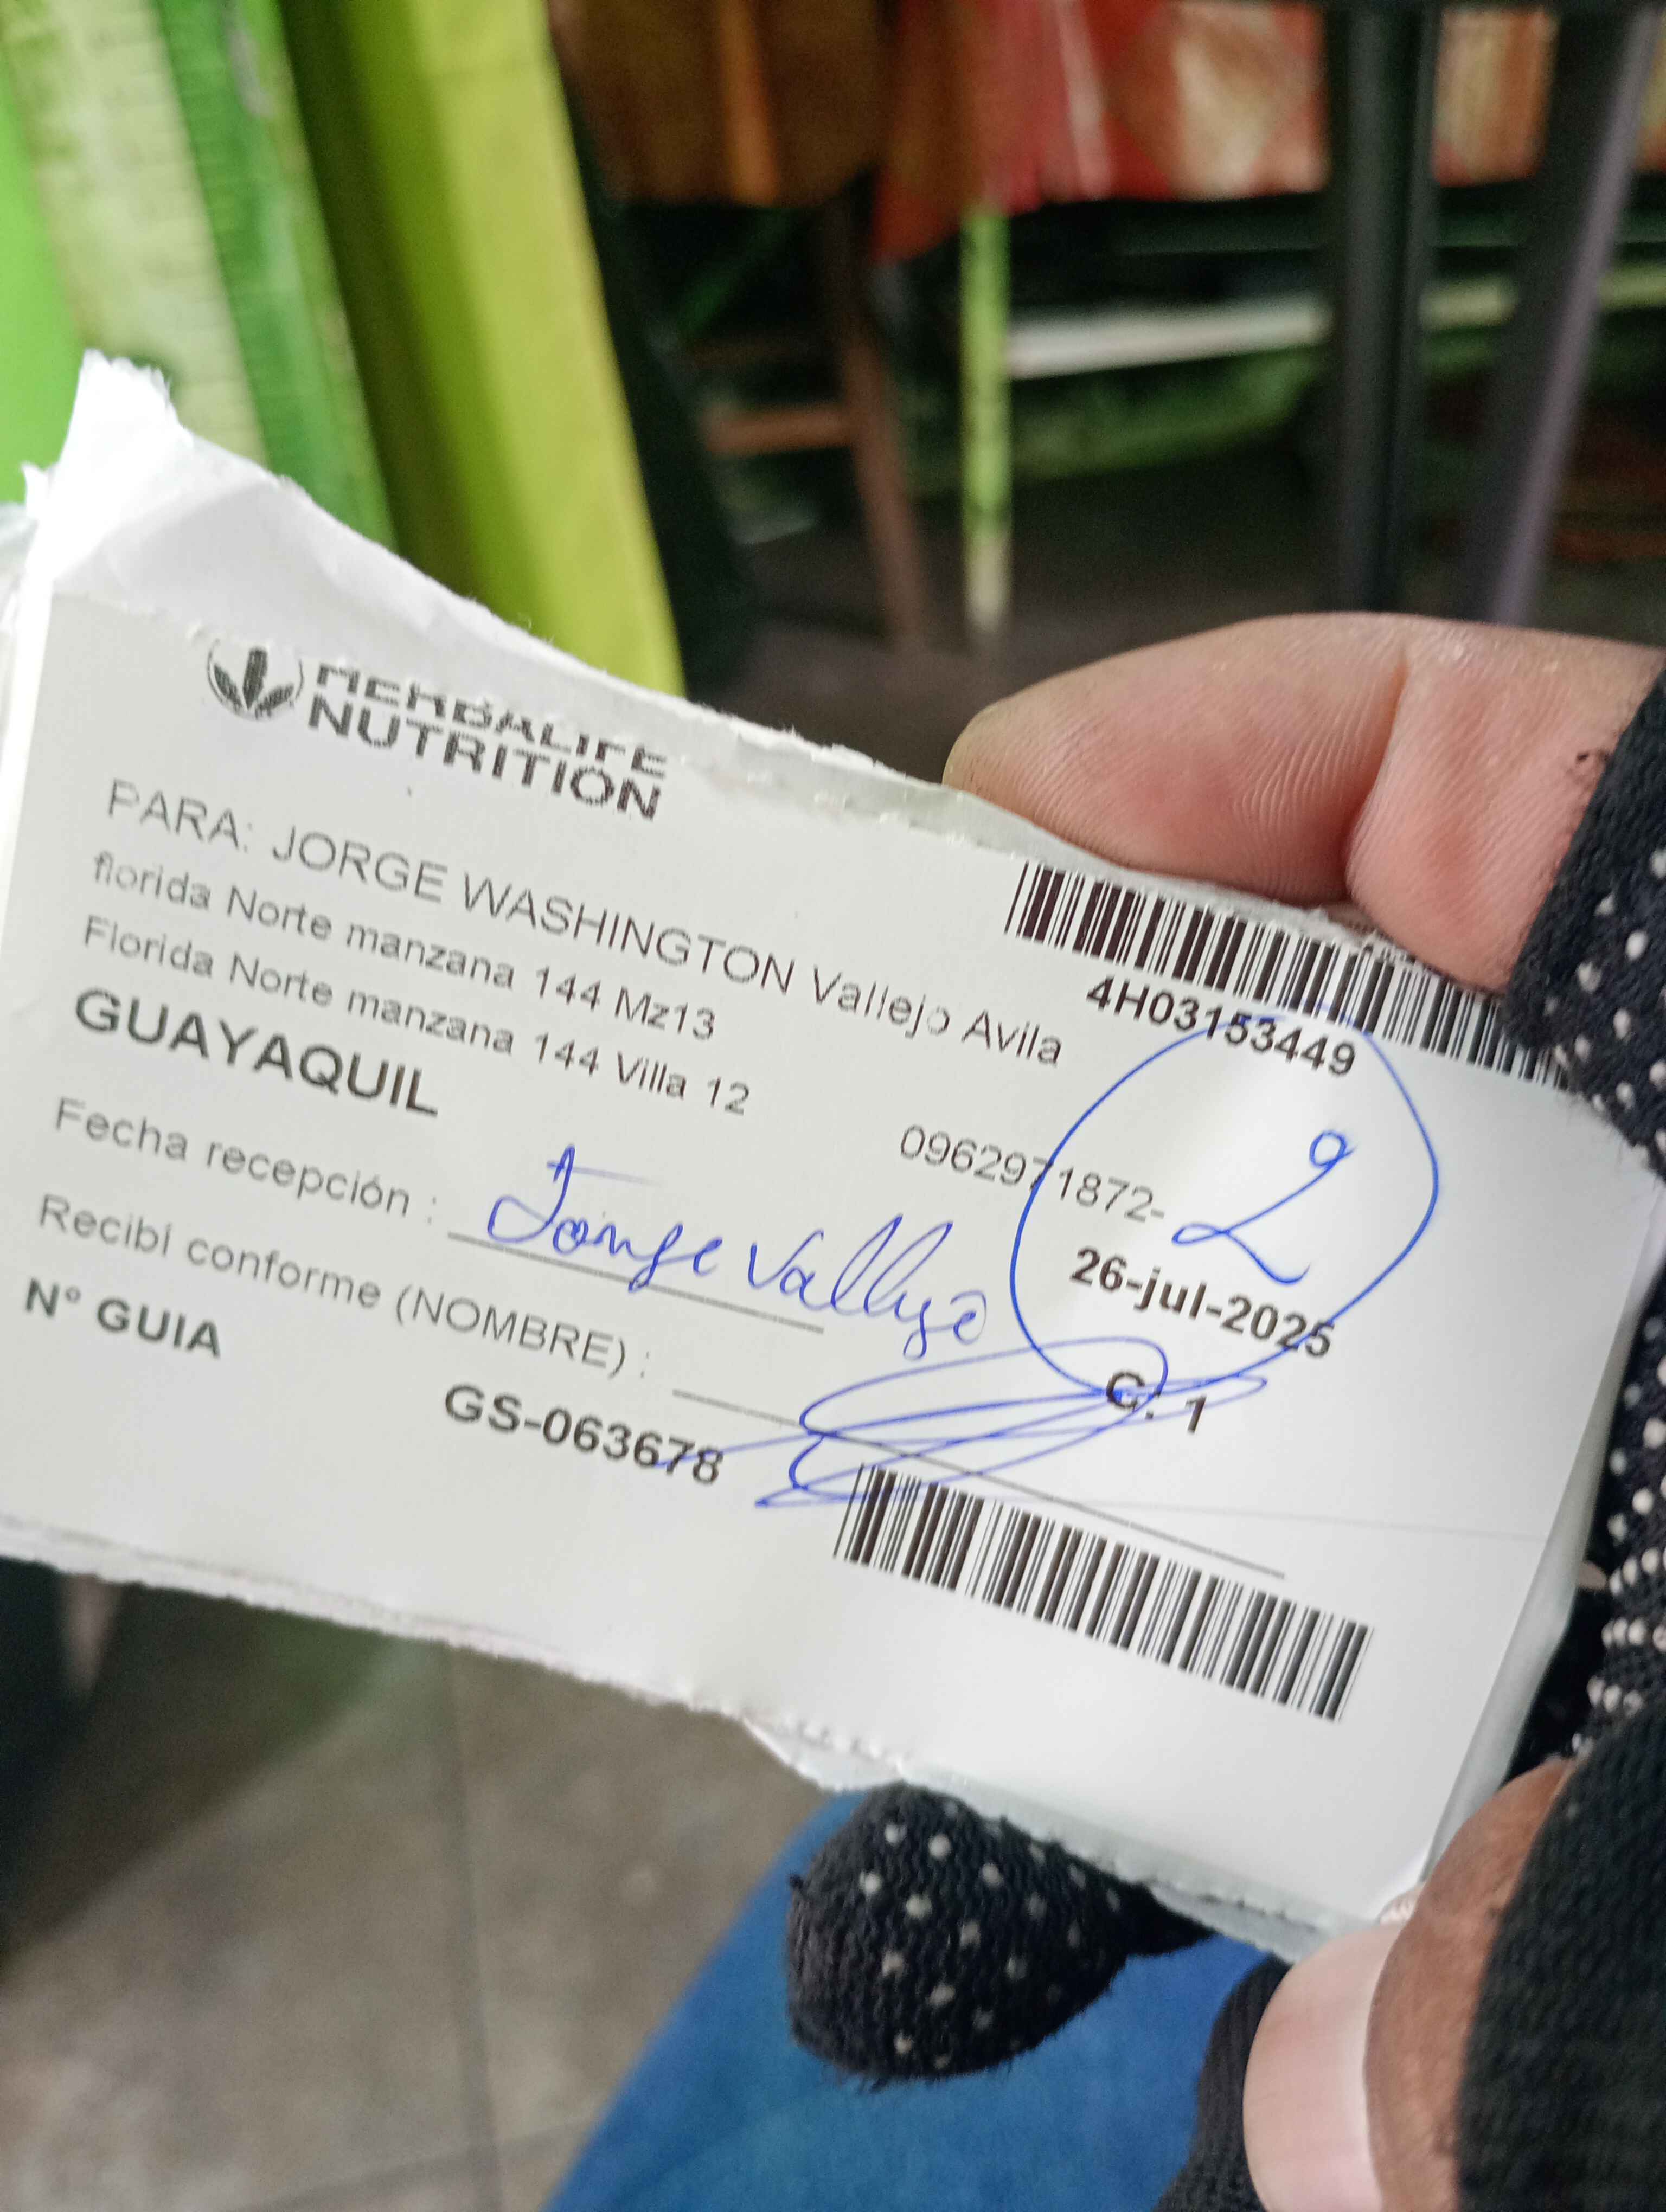 HERBALIFE
NUTRITION
PARA: JORGE WASHINGTON Vallejo Avila
florida Norte manzana 144 Mz13
Florida Norte manzana 144 Villa 12
GUAYAQUIL
4H03153449
0962971872-
2
26-jul-2025
C: 1
Fecha recepción : Jorge Vallejo
Recibí conforme (NOMBRE) :
N° GUIA
GS-063678